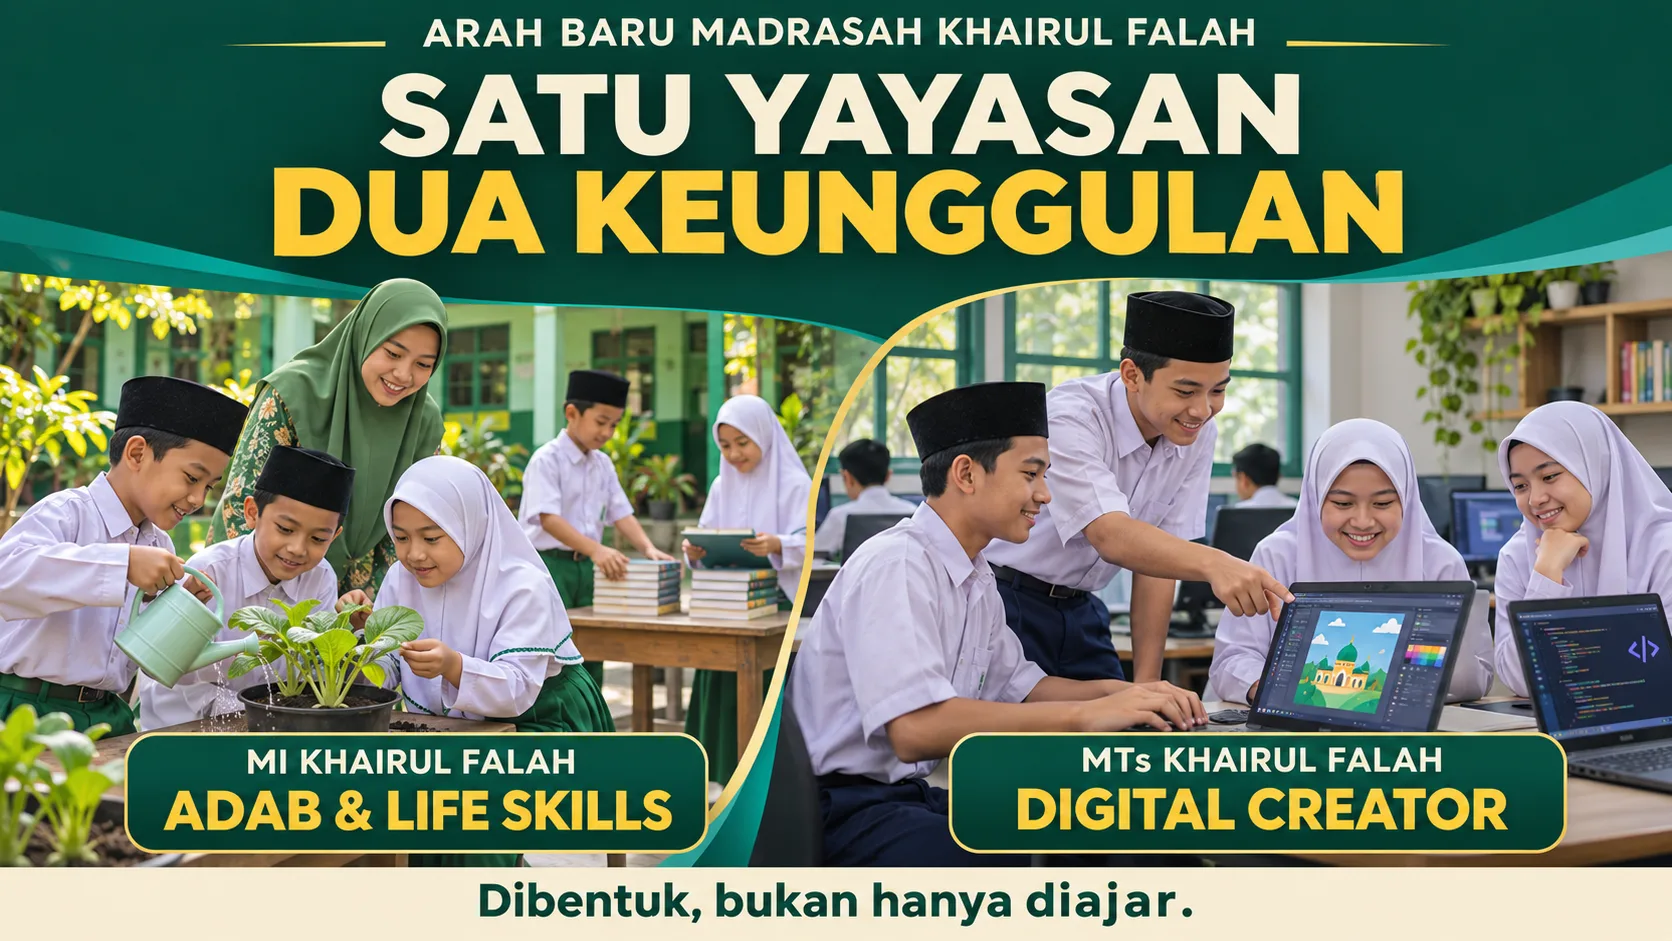 ARAH BARU MADRASAH KHAIRUL FALAH
SATU YAYASAN
DUA KEUNGGULAN
MI KHAIRUL FALAH
ADAB & LIFE SKILLS
MTs KHAIRUL FALAH
DIGITAL CREATOR
Dibentuk, bukan hanya diajar.